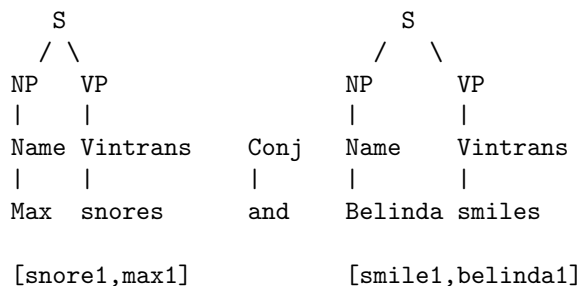 S S
/ \ / \
NP VP NP VP
| | | |
Name Vintrans Conj Name Vintrans
| | | | |
Max snores and Belinda smiles
[snore1,max1] [smile1,belinda1]